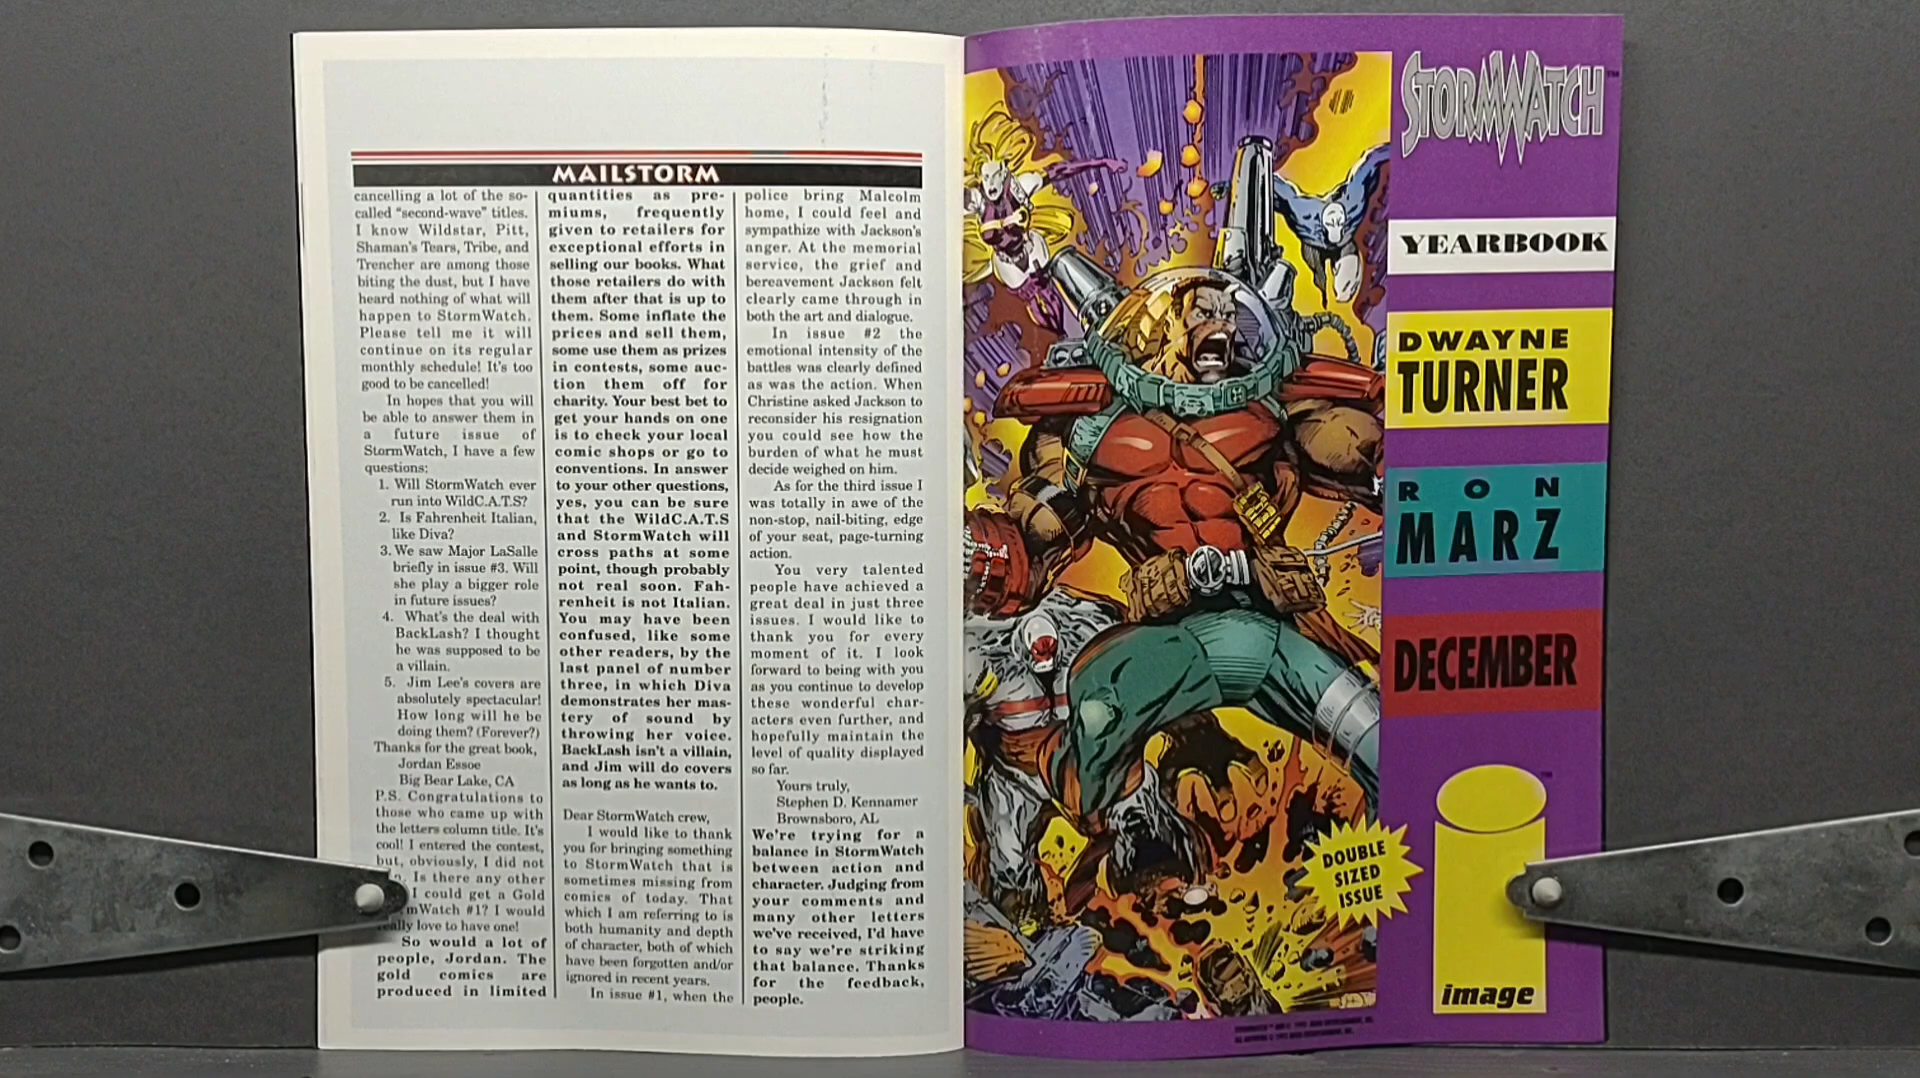 MAILSTORM
cancelling a lot of the so-
called "second-wave" titles.
I know Wildstar, Pitt,
Shaman's Tears, Tribe, and
Trencher are among those
biting the dust, but I have
heard nothing of what will
happen to StormWatch.
Please tell me it will
continue on its regular
monthly schedule! It's too
good to be cancelled!
In hopes that you will
be able to answer them in
a future issue of
StormWatch, I have a few
questions:
1. Will StormWatch ever
run into WildC.A.T.S?
2. Is Fahrenheit Italian,
like Diva?
3. We saw Major LaSalle
briefly in issue #3. Will
she play a bigger role
in future issues?
4. What's the deal with
BackLash? I thought
he was supposed to be
a villain.
5. Jim Lee's covers are
absolutely spectacular!
How long will he be
doing them? (Forever?)
Thanks for the great book,
Jordan Essoe
Big Bear Lake, CA
P.S. Congratulations to
those who came up with
the letters column title. It's
cool! I entered the contest,
but, obviously, I did not
Is there any other
I could get a Gold
mWatch #1? I would
really love to have one!
So would a lot of
people, Jordan. The
gold comics are
produced in limited
quantities as pre-
miums, frequently
given to retailers for
exceptional efforts in
selling our books. What
those retailers do with
them after that is up to
them. Some inflate the
prices and sell them,
some use them as prizes
in contests, some auc-
tion them off for
charity. Your best bet to
get your hands on one
is to check your local
comic shops or go to
conventions. In answer
to your other questions,
yes, you can be sure
that the WildC.A.T.S
and StormWatch will
cross paths at some
point, though probably
not real soon. Fah-
renheit is not Italian.
You may have been
confused, like some
other readers, by the
last panel of number
three, in which Diva
demonstrates her mas-
tery of sound by
throwing her voice.
BackLash isn't a villain,
and Jim will do covers
as long as he wants to.
Dear StormWatch crew,
I would like to thank
you for bringing something
to StormWatch that is
sometimes missing from
comics of today. That
which I am referring to is
both humanity and depth
of character, both of which
have been forgotten and/or
ignored in recent years.
In issue #1, when the
police bring Malcolm
home, I could feel and
sympathize with Jackson's
anger. At the memorial
service, the grief and
bereavement Jackson felt
clearly came through in
both the art and dialogue.
In issue #2 the
emotional intensity of the
battles was clearly defined
as was the action. When
Christine asked Jackson to
reconsider his resignation
you could see how the
burden of what he must
decide weighed on him.
As for the third issue I
was totally in awe of the
non-stop, nail-biting, edge
of your seat, page-turning
action.
You very talented
people have achieved a
great deal in just three
issues. I would like to
thank you for every
moment of it. I look
forward to being with you
as you continue to develop
these wonderful char-
acters even further, and
hopefully maintain the
level of quality displayed
so far.
Yours truly,
Stephen D. Kennamer
Brownsboro, AL
We're trying for a
balance in StormWatch
between action and
character. Judging from
your comments and
many other letters
we've received, I'd have
to say we're striking
that balance. Thanks
for the feedback,
people.
STORMWATCH
YEARBOOK
DWAYNE
TURNER
RON
MARZ
DECEMBER
DOUBLE
SIZED
ISSUE
image